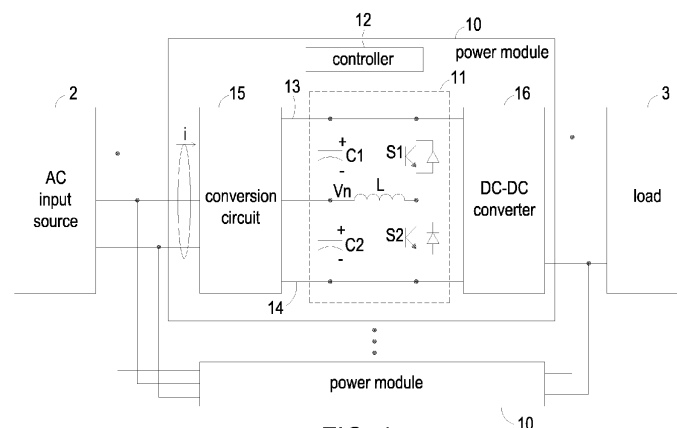 12
10
controller
power module
11
2
15
13
16
3
i
+
C1
-
S1
AC
input
source
conversion
circuit
Vn
L
DC-DC
converter
load
+
C2
-
S2
14
power module
10